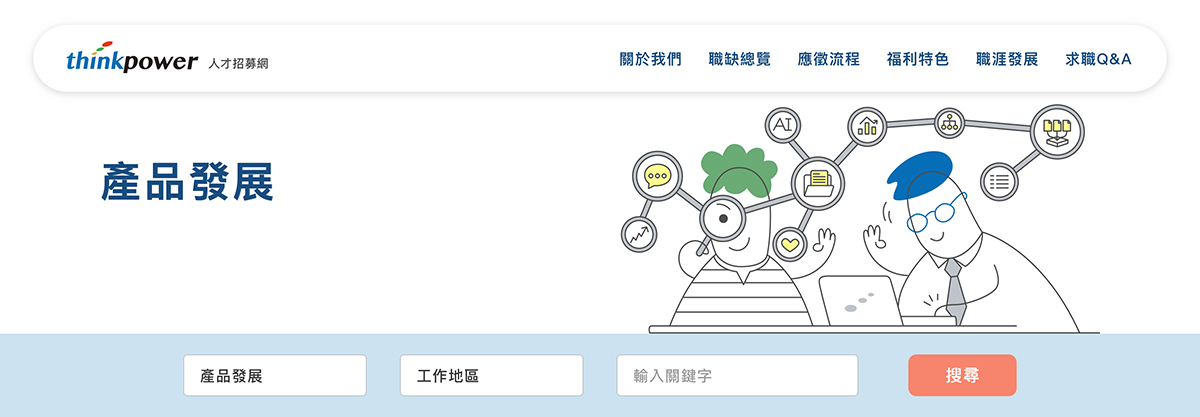 thinkpower 人才招募網
關於我們 職缺總覽 應徵流程 福利特色 職涯發展 求職Q&A
AI
產品發展
產品發展 工作地區 輸入關鍵字 搜尋